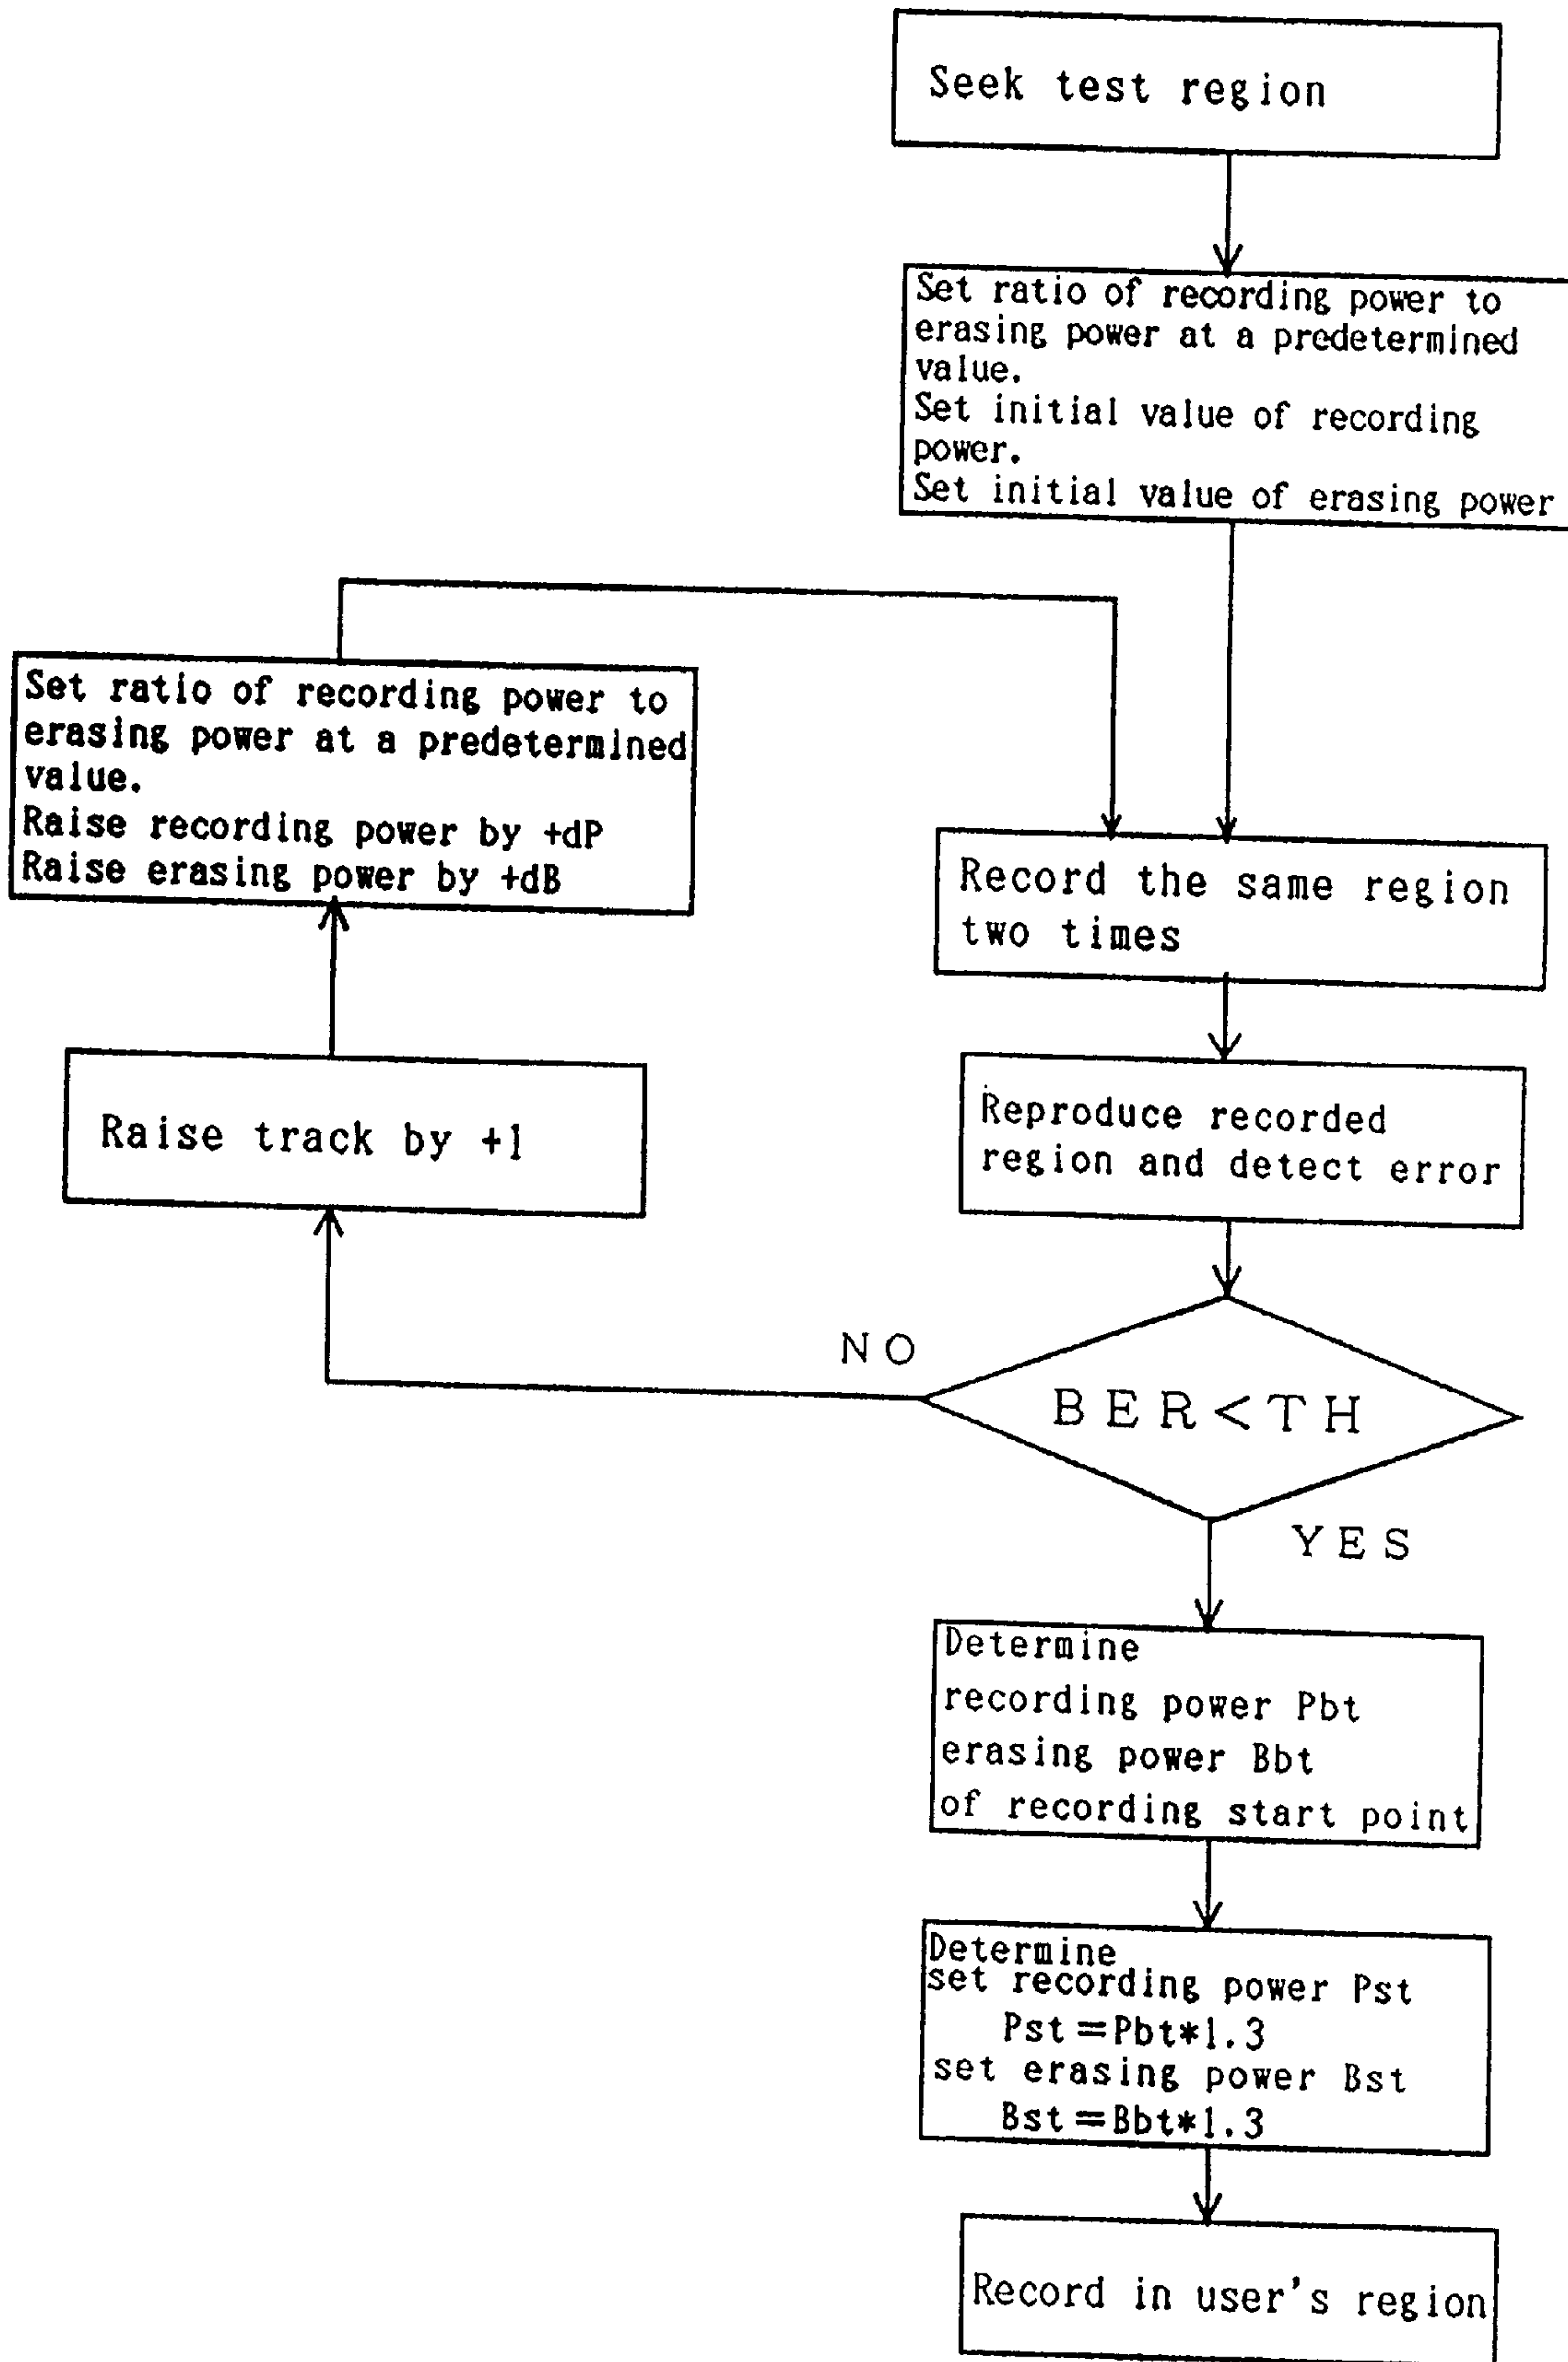 Seek test region
Set ratio of recording power to
erasing power at a predetermined
value.
Set initial value of recording
power.
Set initial value of erasing power
Set ratio of recording power to
erasing power at a predetermined
value.
Raise recording power by +dP
Raise erasing power by +dB
Record the same region
two times
Raise track by +1
Reproduce recorded
region and detect error
NO
BER<TH
YES
Determine
recording power Pbt
erasing power Bbt
of recording start point
Determine
set recording power Pst
Pst=Pbt*1.3
set erasing power Bst
Bst=Bbt*1.3
Record in user's region